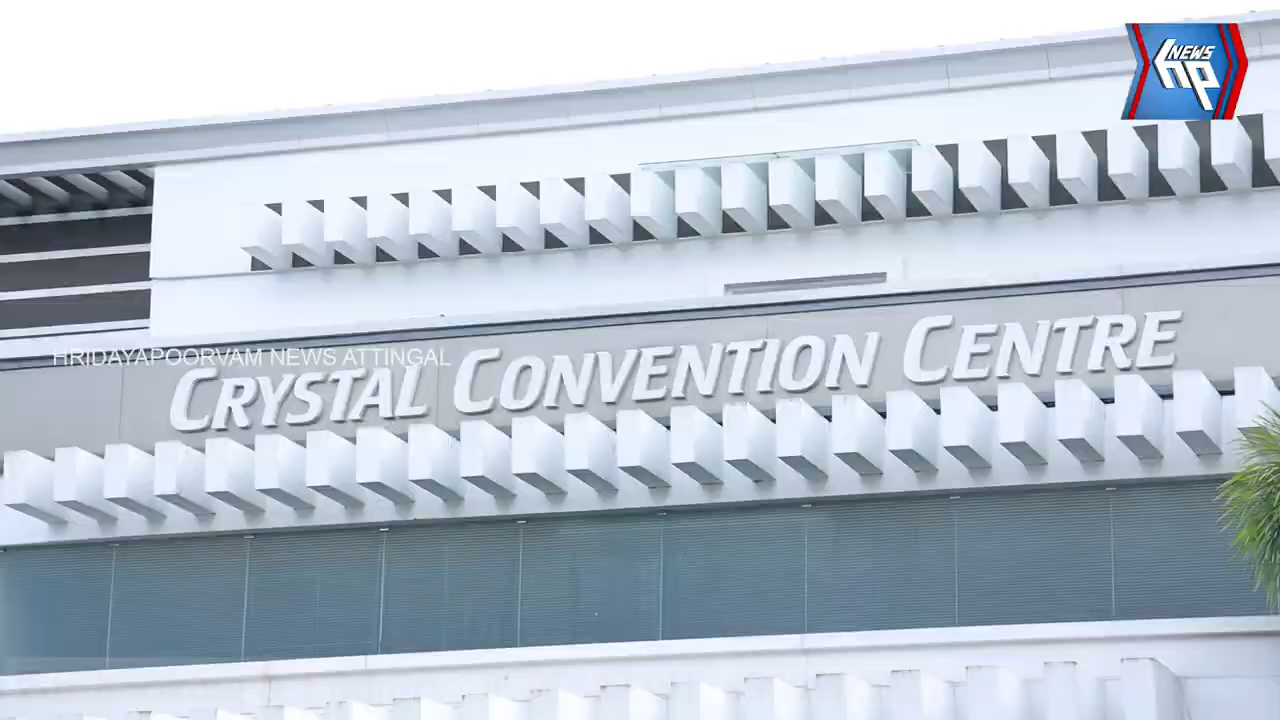 NEWS
hp
HRIDAYAPOORVAM NEWS ATTINGAL
CRYSTAL CONVENTION CENTRE